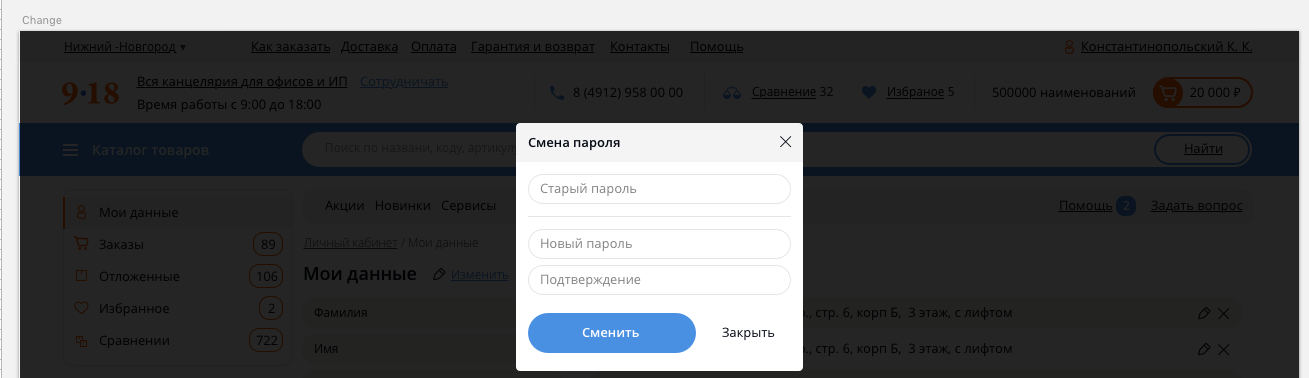 Change
Нижний -Новгород ▾ Как заказать Доставка Оплата Гарантия и возврат Контакты Помощь Константинопольский К. К.
9·18 Вся канцелярия для офисов и ИП Сотрудничать
Время работы с 9:00 до 18:00
8 (4912) 958 00 00 Сравнение 32 Избраное 5 500000 наименований 20 000 ₽
Каталог товаров Поиск по названи, коду, артикул Найти
Смена пароля
Старый пароль
Новый пароль
Подтверждение
Сменить Закрыть
Акции Новинки Сервисы Помощь 2 Задать вопрос
Мои данные
Заказы 89
Отложенные 106
Избранное 2
Сравнении 722
Личный кабинет / Мои данные
Мои данные Изменить
Фамилия ., стр. 6, корп Б, 3 этаж, с лифтом
Имя ., стр. 6, корп Б, 3 этаж, с лифтом